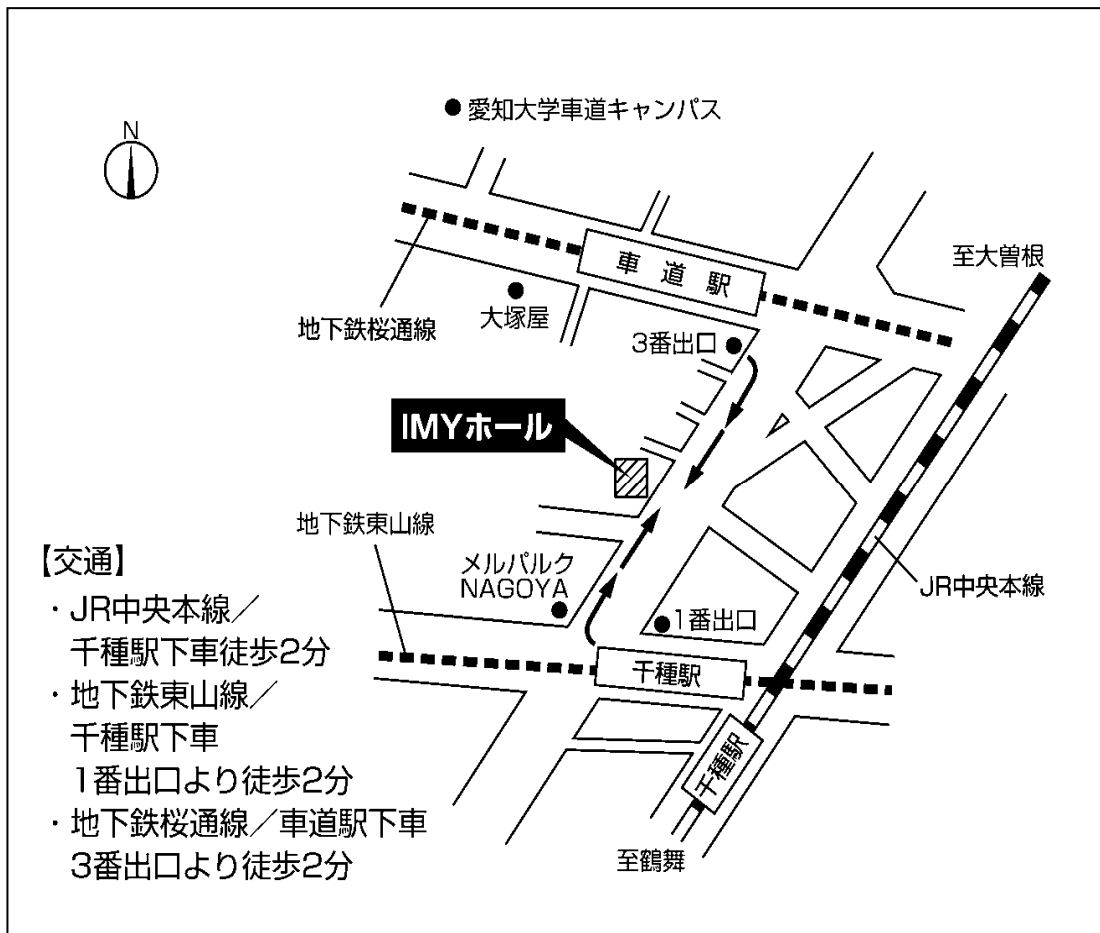 N
愛知大学車道キャンパス
至大曽根
車道駅
大塚屋
地下鉄桜通線
3番出口
IMYホール
地下鉄東山線
メルパルク
NAGOYA
1番出口
JR中央本線
千種駅
千種駅
至鶴舞
【交通】
・JR中央本線／
千種駅下車徒歩2分
・地下鉄東山線／
千種駅下車
1番出口より徒歩2分
・地下鉄桜通線／車道駅下車
3番出口より徒歩2分